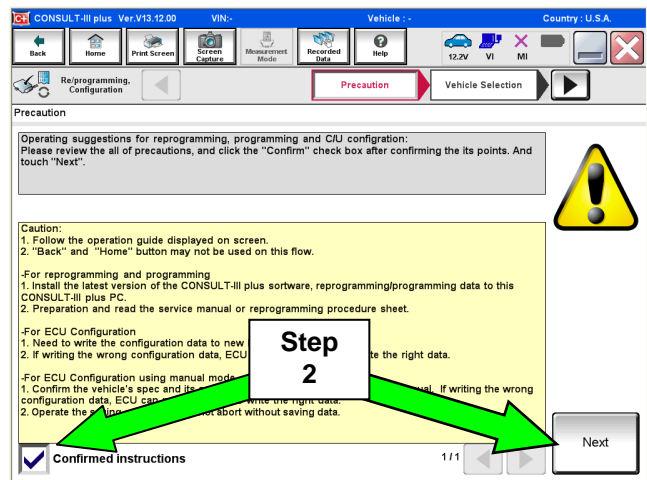 C+ CONSULT-III plus Ver.V13.12.00 VIN:- Vehicle : - Country : U.S.A.
Back Home Print Screen Screen Capture Measurement Mode Recorded Data Help 12.2V VI MI
Re/programming, Configuration Precaution Vehicle Selection
Precaution
Operating suggestions for reprogramming, programming and C/U configration:
Please review the all of precautions, and click the "Confirm" check box after confirming the its points. And
touch "Next".
Caution:
1. Follow the operation guide displayed on screen.
2. "Back" and "Home" button may not be used on this flow.
-For reprogramming and programming
1. Install the latest version of the CONSULT-III plus sortware, reprogramming/programming data to this
CONSULT-III plus PC.
2. Preparation and read the service manual or reprogramming procedure sheet.
-For ECU Configuration
1. Need to write the configuration data to new
2. If writing the wrong configuration data, ECU te the right data.
-For ECU Configuration using manual mode
1. Confirm the vehicle's spec and its If writing the wrong
configuration data, ECU can write the right data.
2. Operate the not abort without saving data.
Step
2
Confirmed instructions
1/1
Next